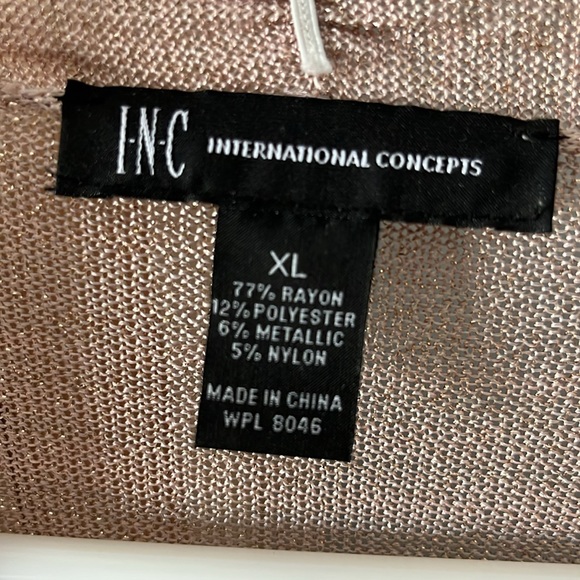 I·N·C INTERNATIONAL CONCEPTS
XL
77% RAYON
12% POLYESTER
6% METALLIC
5% NYLON
MADE IN CHINA
WPL 8046